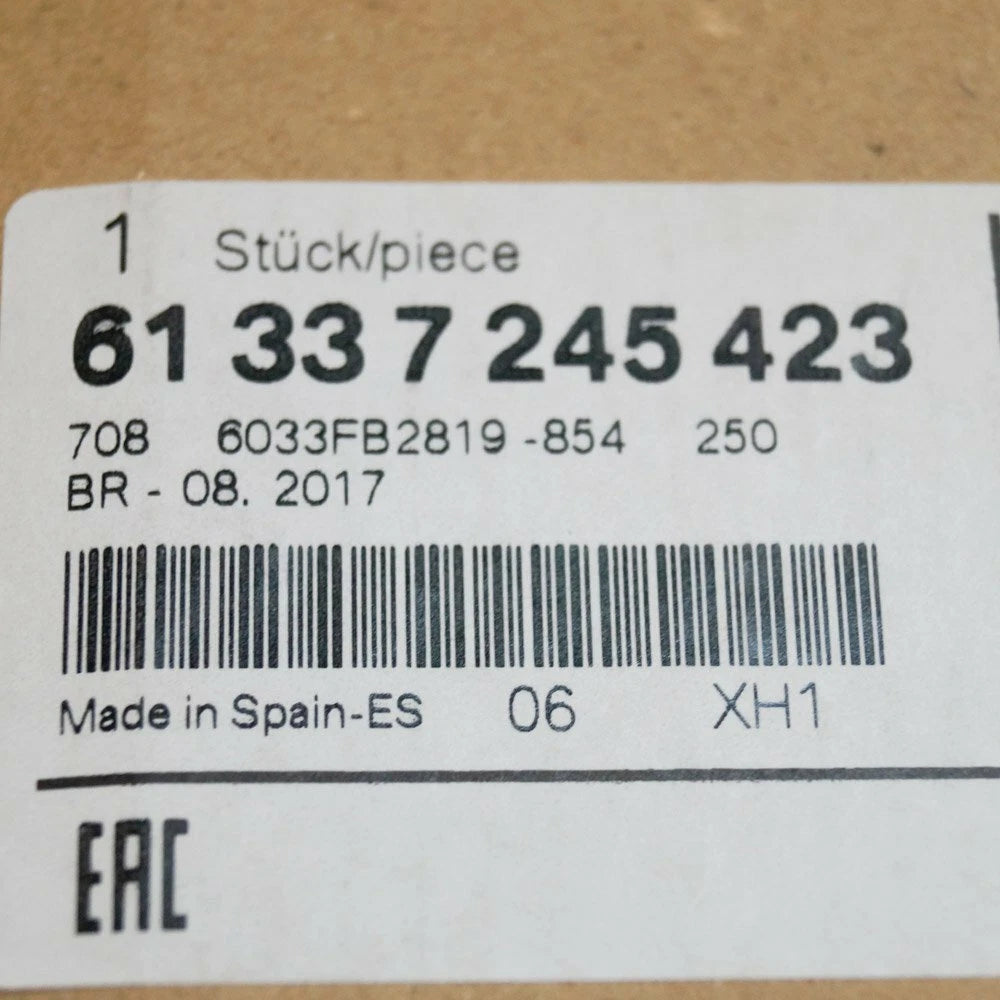 1 Stück/piece
61 33 7 245 423
708 6033FB2819 -854 250
BR - 08. 2017
Made in Spain-ES 06 XH1
EAC